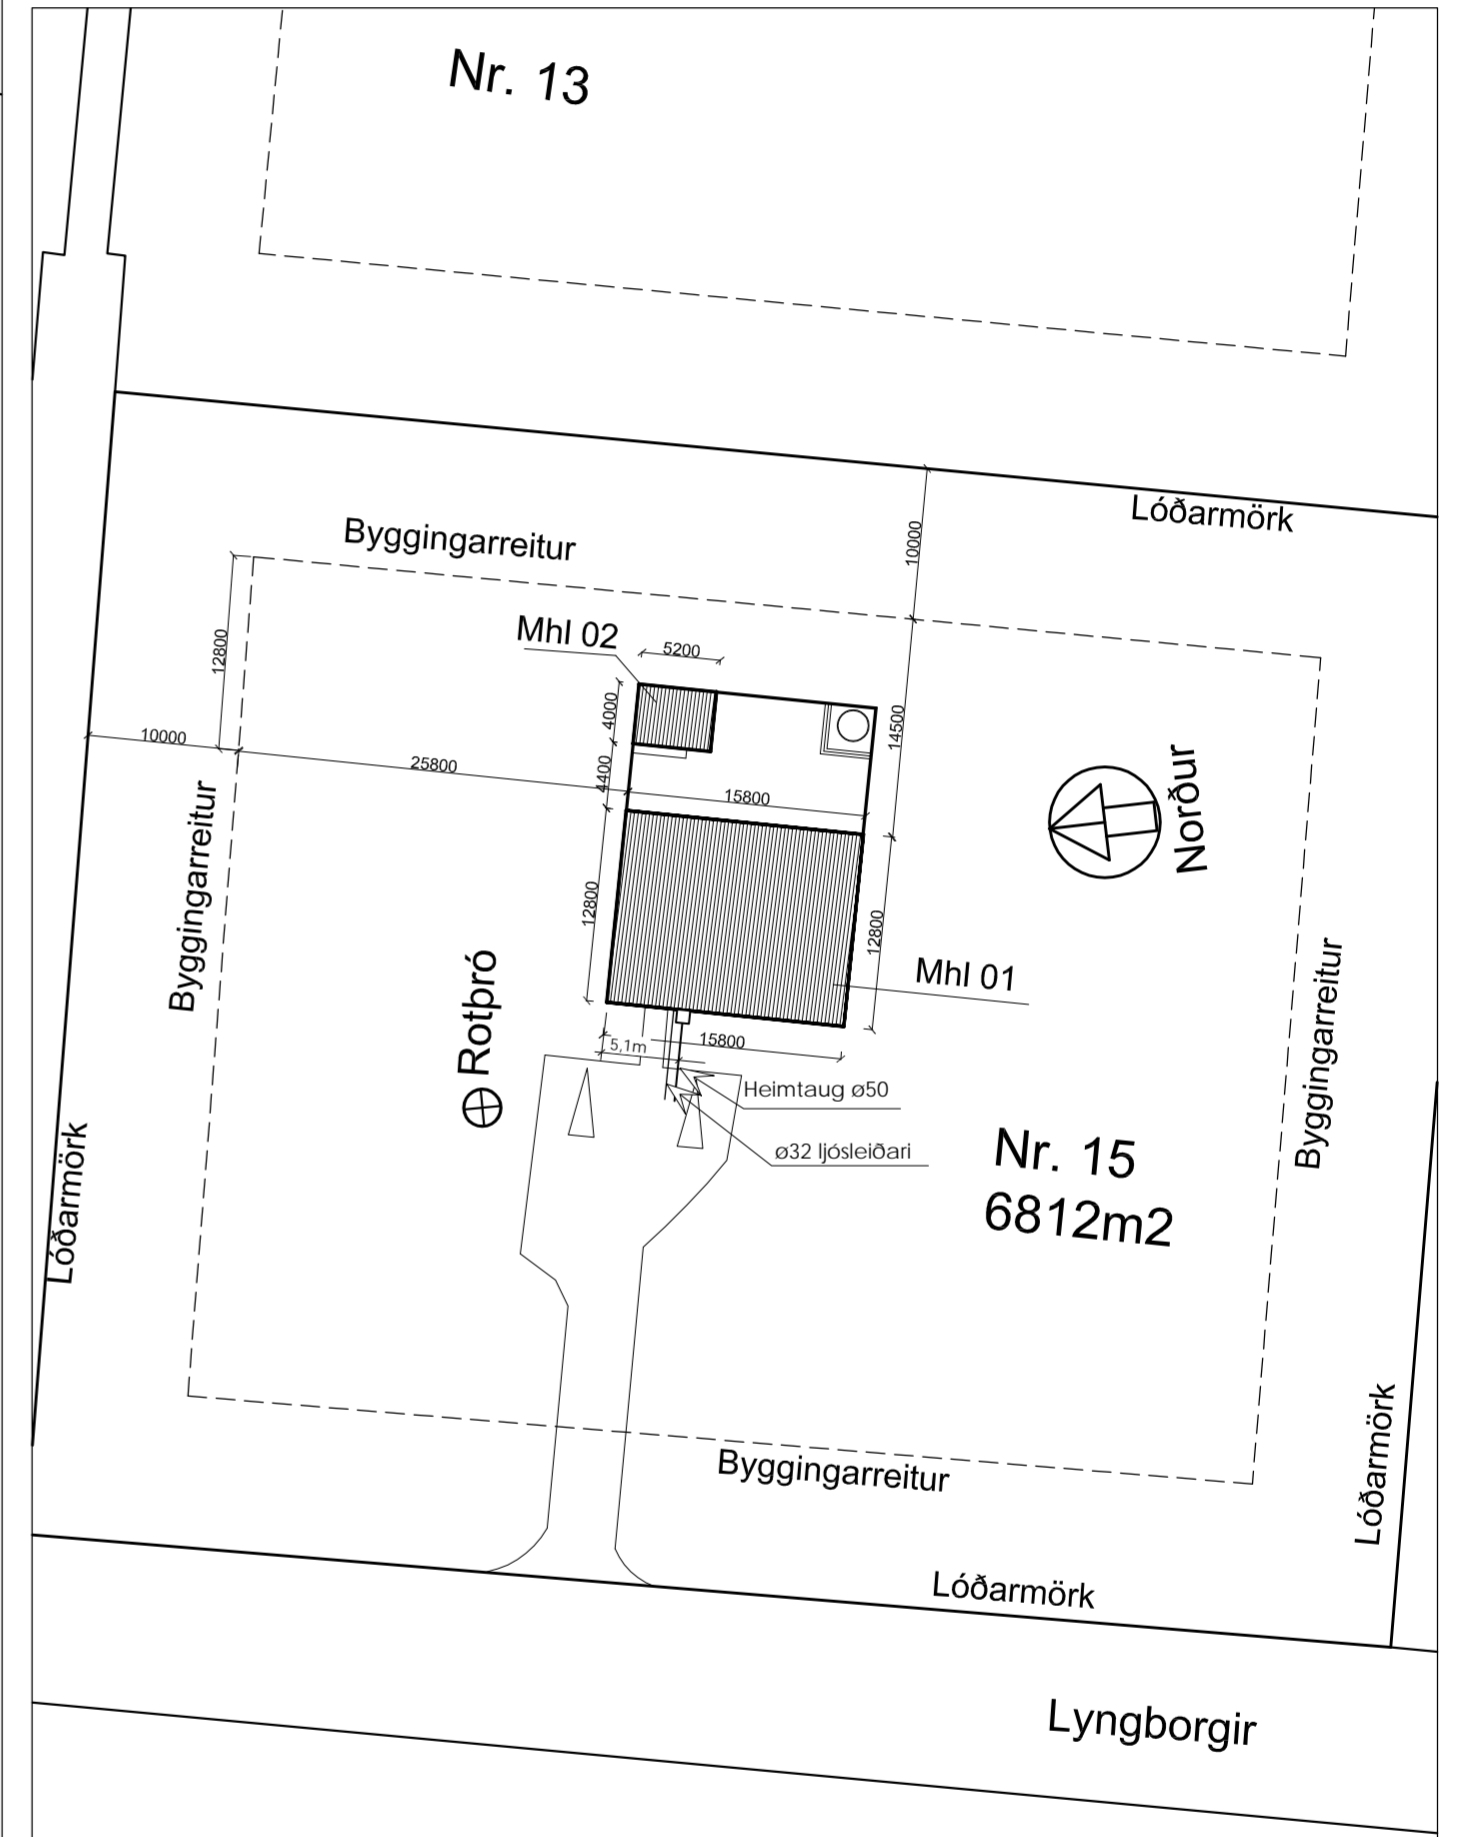 Nr. 13
Lóðarmörk
10000
Byggingarreitur
12800
Mhl 02
5200
4000
14500
10000
25800
4400
15800
Norður
Byggingarreitur
12800
12800
Mhl 01
Byggingarreitur
Rotþró
5,1m
15800
Heimtaug ø50
ø32 ljósleiðari
Nr. 15
6812m2
Lóðarmörk
Lóðarmörk
Byggingarreitur
Lóðarmörk
Lyngborgir